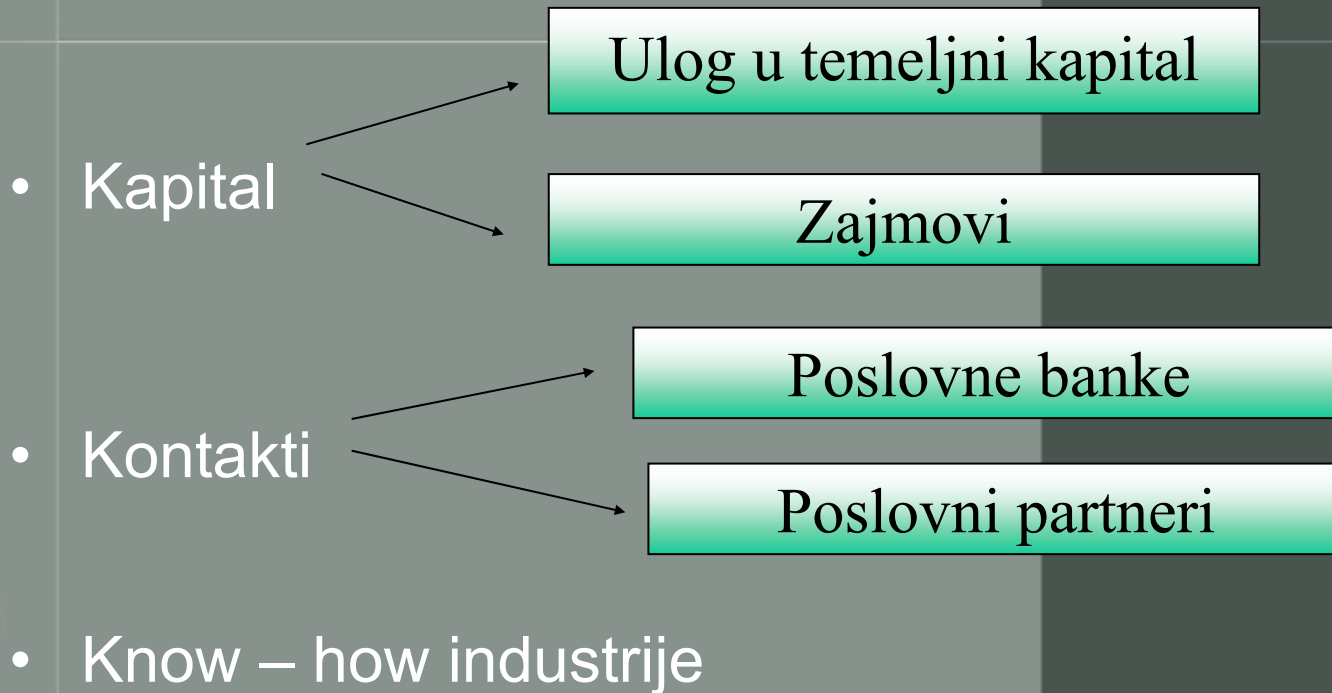 Ulog u temeljni kapital
• Kapital
Zajmovi
Poslovne banke
• Kontakti
Poslovni partneri
• Know – how industrije